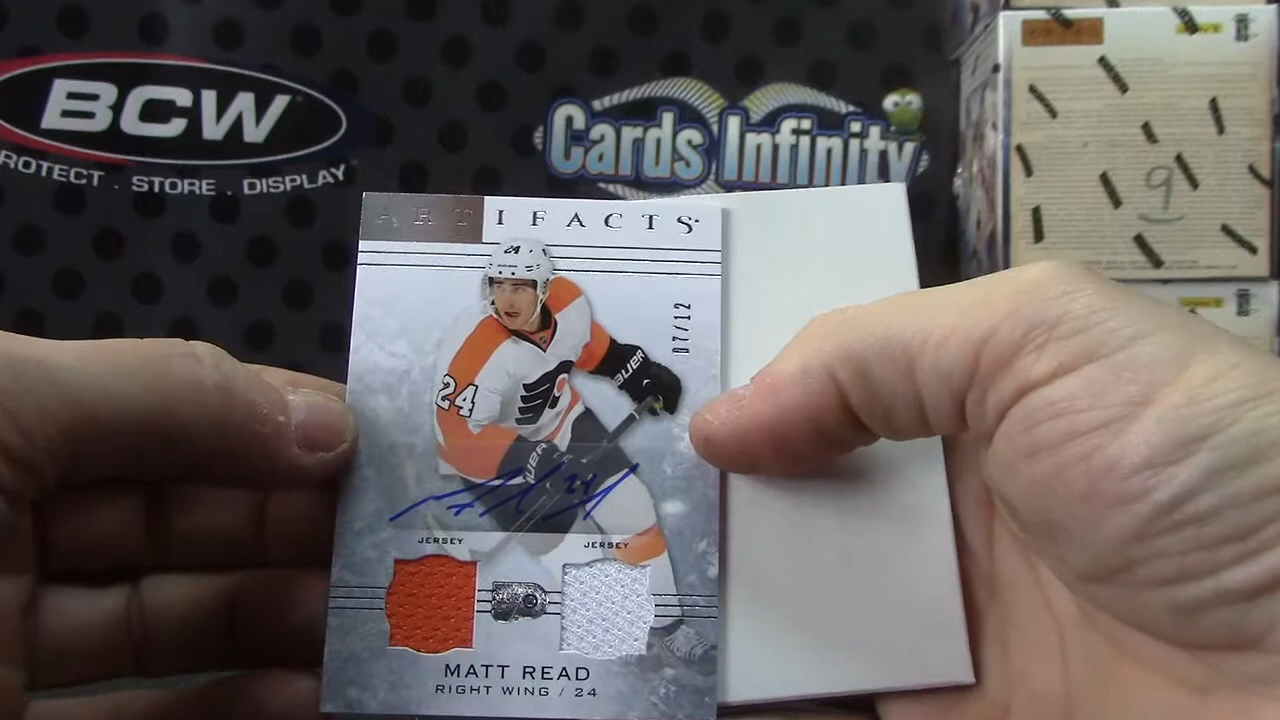 BCW
PROTECT . STORE . DISPLAY
Cards Infinity
9
ARTIFACTS
24
07/12
24
BAUER
24
JERSEY
JERSEY
MATT READ
RIGHT WING / 24